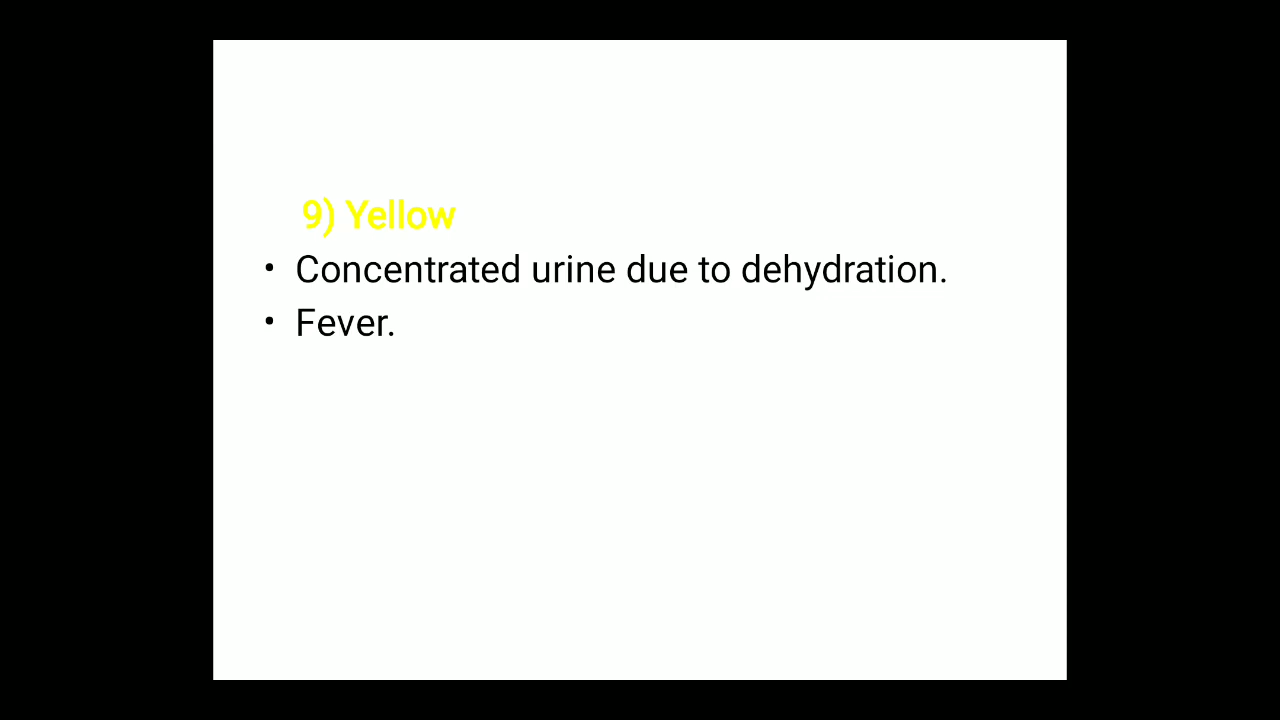 9) Yellow
• Concentrated urine due to dehydration.
• Fever.